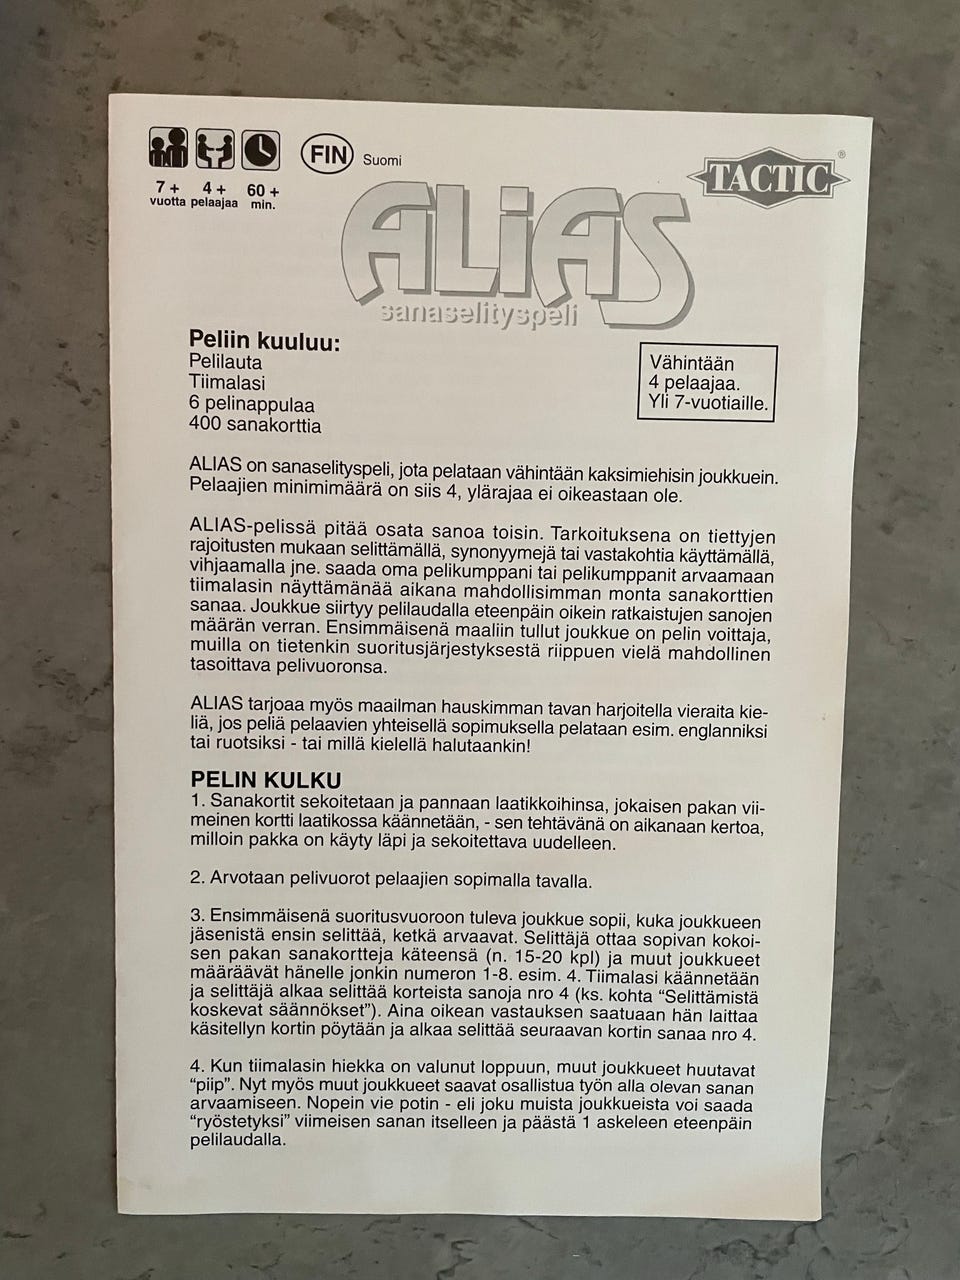 FIN Suomi
TACTIC ®
7 + 4 + 60 +
vuotta pelaajaa min.
ALiAS
sanaselityspeli
Peliin kuuluu:
Pelilauta
Tiimalasi
6 pelinappulaa
400 sanakorttia
Vähintään
4 pelaajaa.
Yli 7-vuotiaille.
ALIAS on sanaselityspeli, jota pelataan vähintään kaksimiehisin joukkuein.
Pelaajien minimimäärä on siis 4, ylärajaa ei oikeastaan ole.
ALIAS-pelissä pitää osata sanoa toisin. Tarkoituksena on tiettyjen
rajoitusten mukaan selittämällä, synonyymejä tai vastakohtia käyttämällä,
vihjaamalla jne. saada oma pelikumppani tai pelikumppanit arvaamaan
tiimalasin näyttämänää aikana mahdollisimman monta sanakorttien
sanaa. Joukkue siirtyy pelilaudalla eteenpäin oikein ratkaistujen sanojen
määrän verran. Ensimmäisenä maaliin tullut joukkue on pelin voittaja,
muilla on tietenkin suoritusjärjestyksestä riippuen vielä mahdollinen
tasoittava pelivuoronsa.
ALIAS tarjoaa myös maailman hauskimman tavan harjoitella vieraita kie-
liä, jos peliä pelaavien yhteisellä sopimuksella pelataan esim. englanniksi
tai ruotsiksi - tai millä kielellä halutaankin!
PELIN KULKU
1. Sanakortit sekoitetaan ja pannaan laatikkoihinsa, jokaisen pakan vii-
meinen kortti laatikossa käännetään, - sen tehtävänä on aikanaan kertoa,
milloin pakka on käyty läpi ja sekoitettava uudelleen.
2. Arvotaan pelivuorot pelaajien sopimalla tavalla.
3. Ensimmäisenä suoritusvuoroon tuleva joukkue sopii, kuka joukkueen
jäsenistä ensin selittää, ketkä arvaavat. Selittäjä ottaa sopivan kokoi-
sen pakan sanakortteja käteensä (n. 15-20 kpl) ja muut joukkueet
määräävät hänelle jonkin numeron 1-8. esim. 4. Tiimalasi käännetään
ja selittäjä alkaa selittää korteista sanoja nro 4 (ks. kohta “Selittämistä
koskevat säännökset”). Aina oikean vastauksen saatuaan hän laittaa
käsitellyn kortin pöytään ja alkaa selittää seuraavan kortin sanaa nro 4.
4. Kun tiimalasin hiekka on valunut loppuun, muut joukkueet huutavat
“piip”. Nyt myös muut joukkueet saavat osallistua työn alla olevan sanan
arvaamiseen. Nopein vie potin - eli joku muista joukkueista voi saada
“ryöstetyksi” viimeisen sanan itselleen ja päästä 1 askeleen eteenpäin
pelilaudalla.